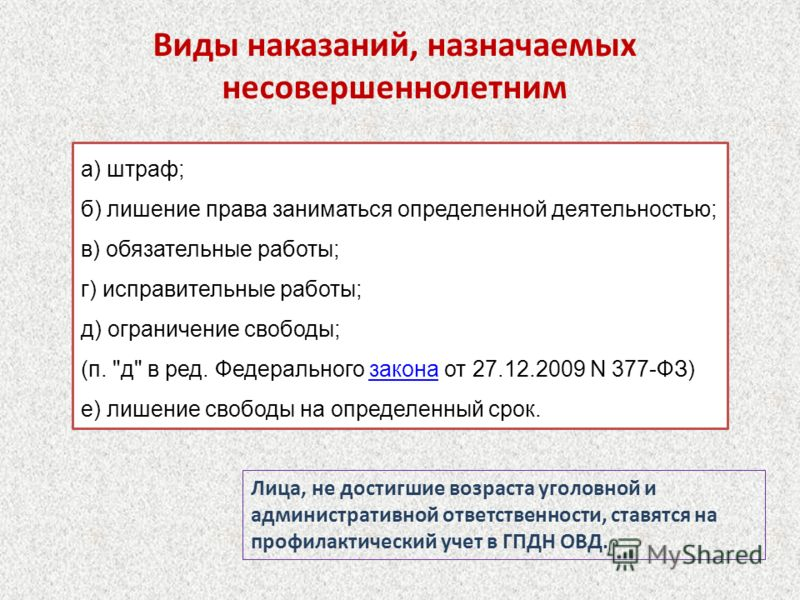 Виды наказаний, назначаемых
несовершеннолетним
а) штраф;
б) лишение права заниматься определенной деятельностью;
в) обязательные работы;
г) исправительные работы;
д) ограничение свободы;
(п. "д" в ред. Федерального закона от 27.12.2009 N 377-ФЗ)
е) лишение свободы на определенный срок.
Лица, не достигшие возраста уголовной и
административной ответственности, ставятся на
профилактический учет в ГПДН ОВД.
MyShared